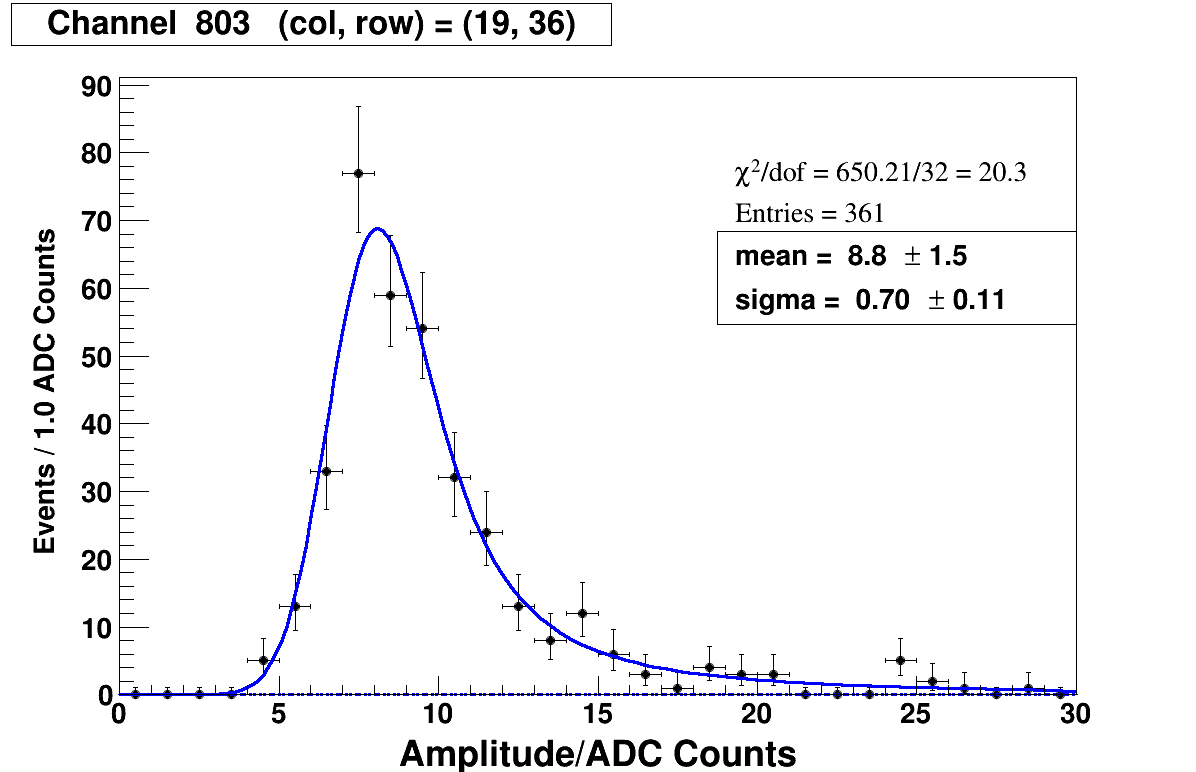 Channel 803 (col, row) = (19, 36)
90
80
70
60
50
40
30
20
10
0
Events / 1.0 ADC Counts
χ²/dof = 650.21/32 = 20.3
Entries = 361
mean = 8.8 ± 1.5
sigma = 0.70 ± 0.11
0 5 10 15 20 25 30
Amplitude/ADC Counts